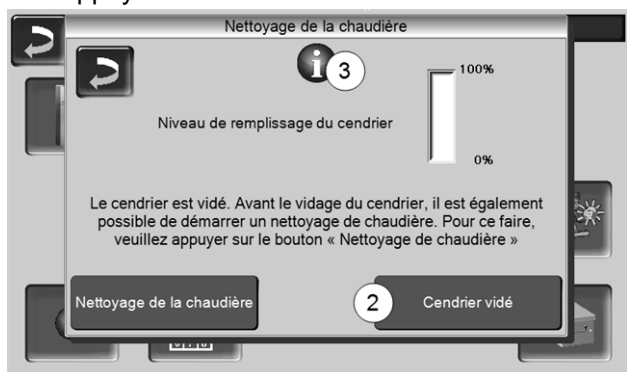 Nettoyage de la chaudière
3
100%
Niveau de remplissage du cendrier
0%
Le cendrier est vidé. Avant le vidage du cendrier, il est également
possible de démarrer un nettoyage de chaudière. Pour ce faire,
veuillez appuyer sur le bouton « Nettoyage de chaudière »
Nettoyage de la chaudière
2
Cendrier vidé